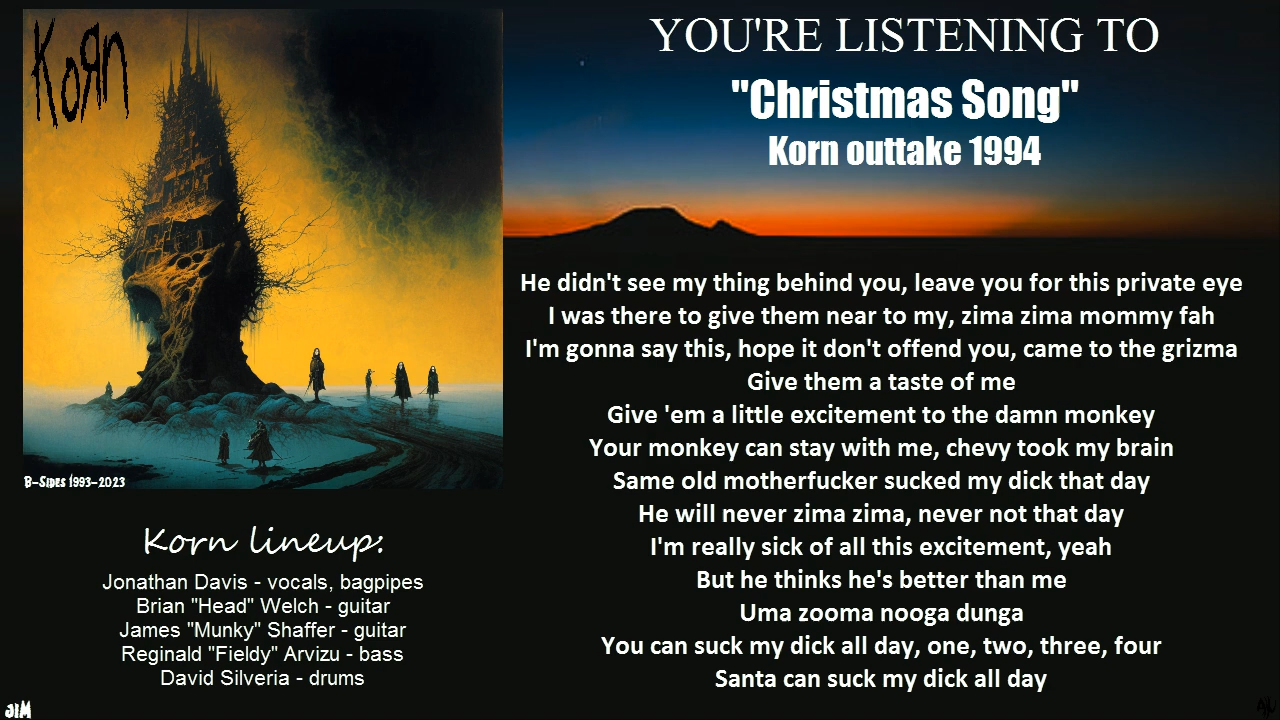 Korn
B-Sides 1993-2023
Korn lineup:
Jonathan Davis - vocals, bagpipes
Brian "Head" Welch - guitar
James "Munky" Shaffer - guitar
Reginald "Fieldy" Arvizu - bass
David Silveria - drums
JIM
YOU'RE LISTENING TO
"Christmas Song"
Korn outtake 1994
He didn't see my thing behind you, leave you for this private eye
I was there to give them near to my, zima zima mommy fah
I'm gonna say this, hope it don't offend you, came to the grizma
Give them a taste of me
Give 'em a little excitement to the damn monkey
Your monkey can stay with me, chevy took my brain
Same old motherfucker sucked my dick that day
He will never zima zima, never not that day
I'm really sick of all this excitement, yeah
But he thinks he's better than me
Uma zooma nooga dunga
You can suck my dick all day, one, two, three, four
Santa can suck my dick all day